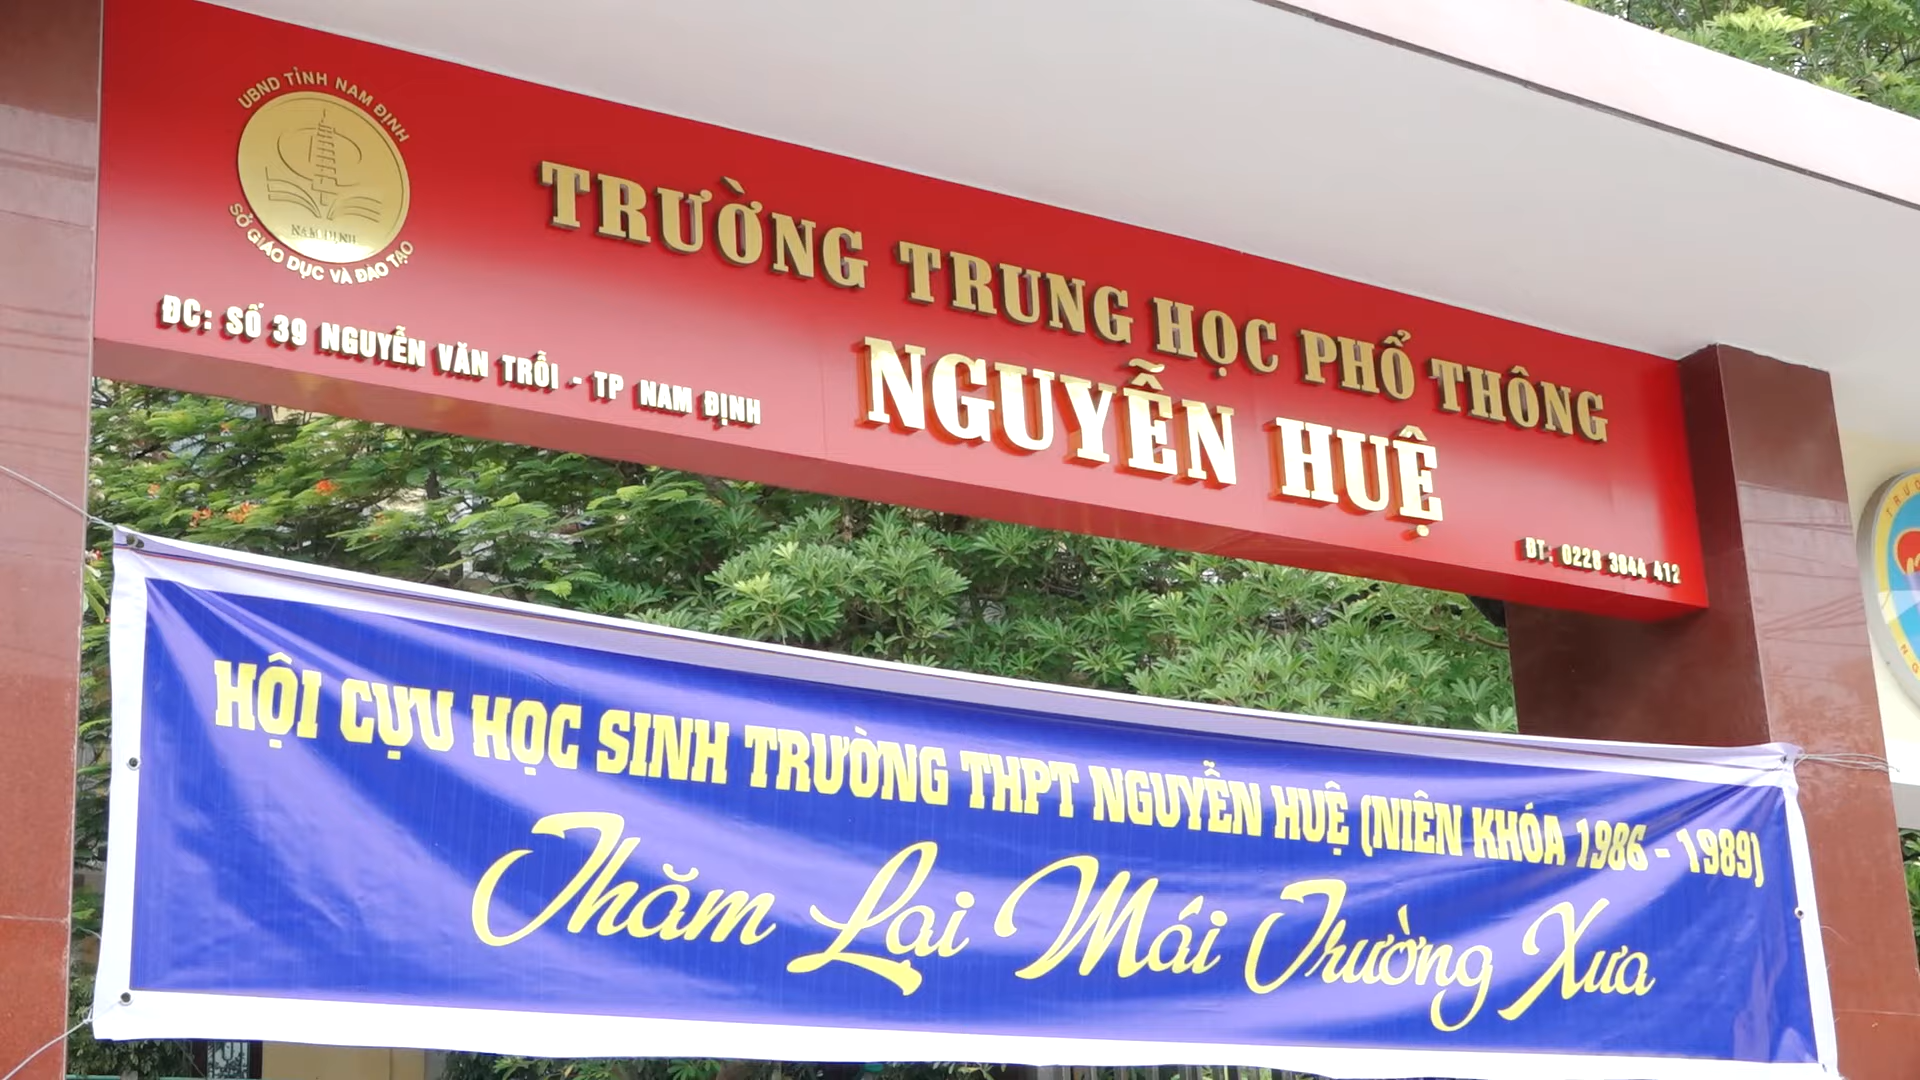 UBND TỈNH NAM ĐỊNH
NAM ĐỊNH
SỞ GIÁO DỤC VÀ ĐÀO TẠO
TRƯỜNG TRUNG HỌC PHỔ THÔNG
NGUYỄN HUỆ
ĐC: SỐ 39 NGUYỄN VĂN TRỖI - TP NAM ĐỊNH
ĐT: 0228 3844 412
HỘI CỰU HỌC SINH TRƯỜNG THPT NGUYỄN HUỆ (NIÊN KHÓA 1986 - 1989)
Thăm Lại Mái Trường Xưa